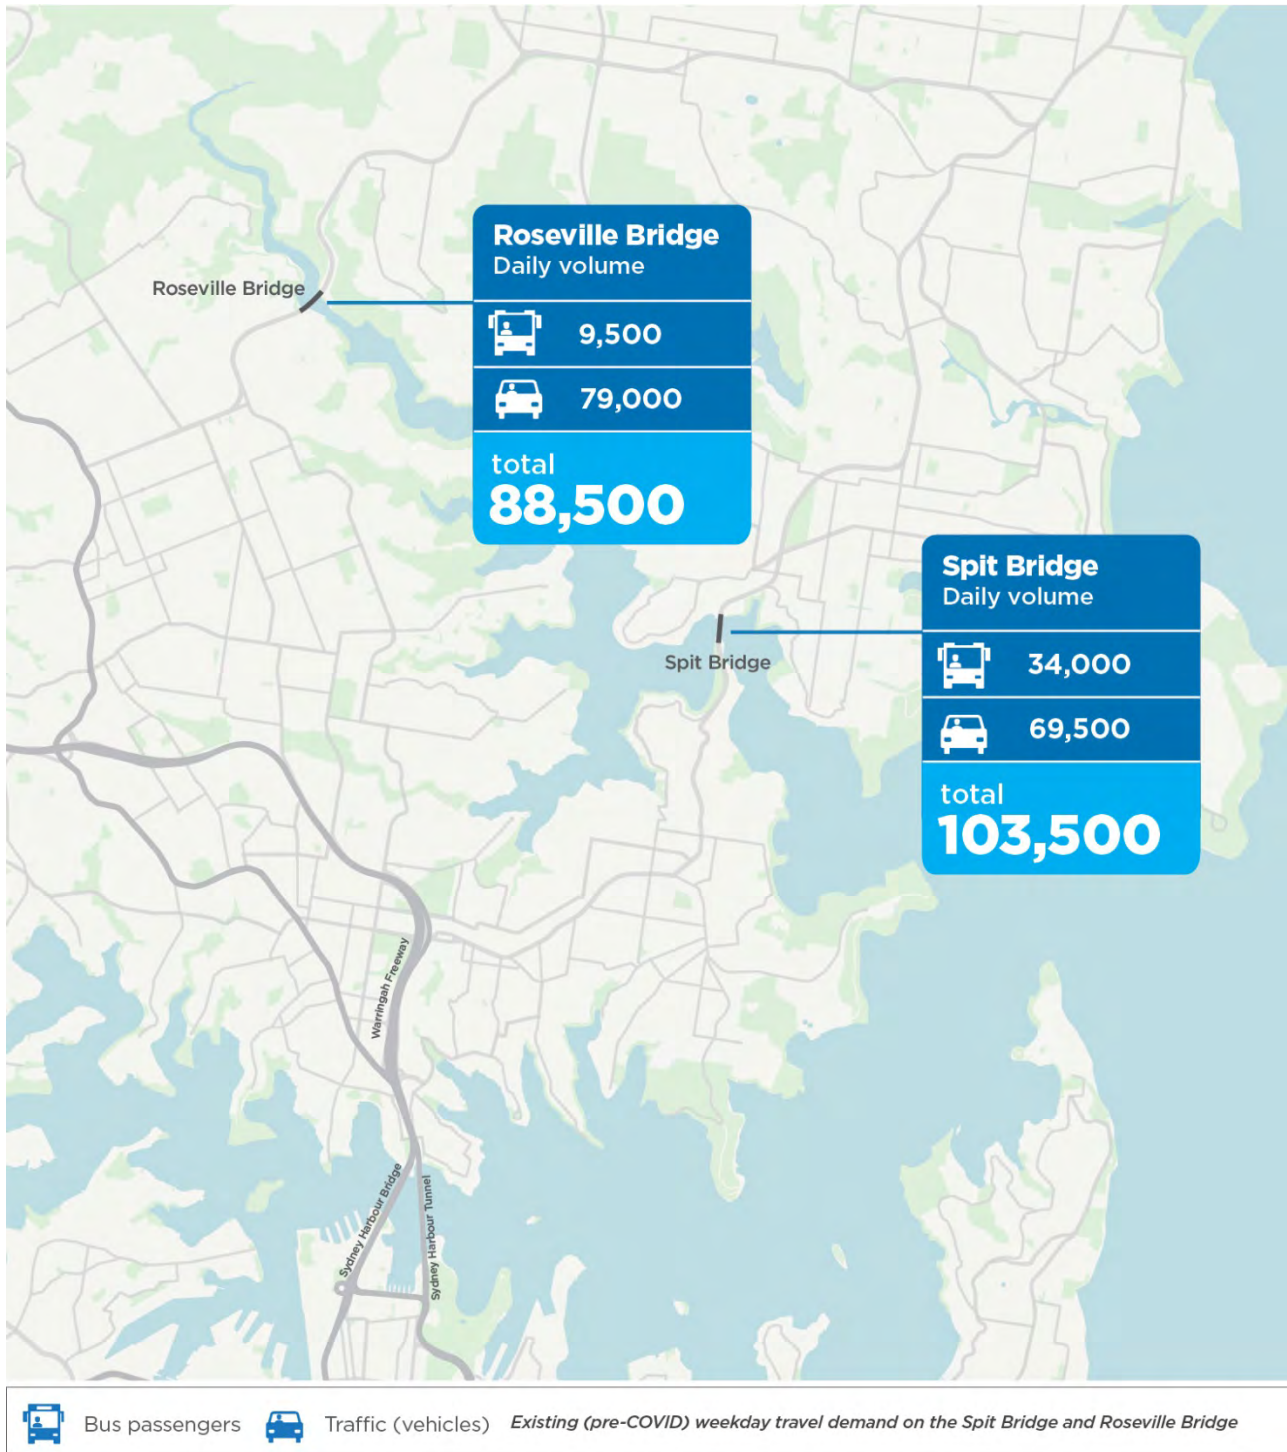 Roseville Bridge
Roseville Bridge
Daily volume
9,500
79,000
total
88,500
Spit Bridge
Spit Bridge
Daily volume
34,000
69,500
total
103,500
Warringah Freeway
Sydney Harbour Bridge
Sydney Harbour Tunnel
Bus passengers
Traffic (vehicles)
Existing (pre-COVID) weekday travel demand on the Spit Bridge and Roseville Bridge